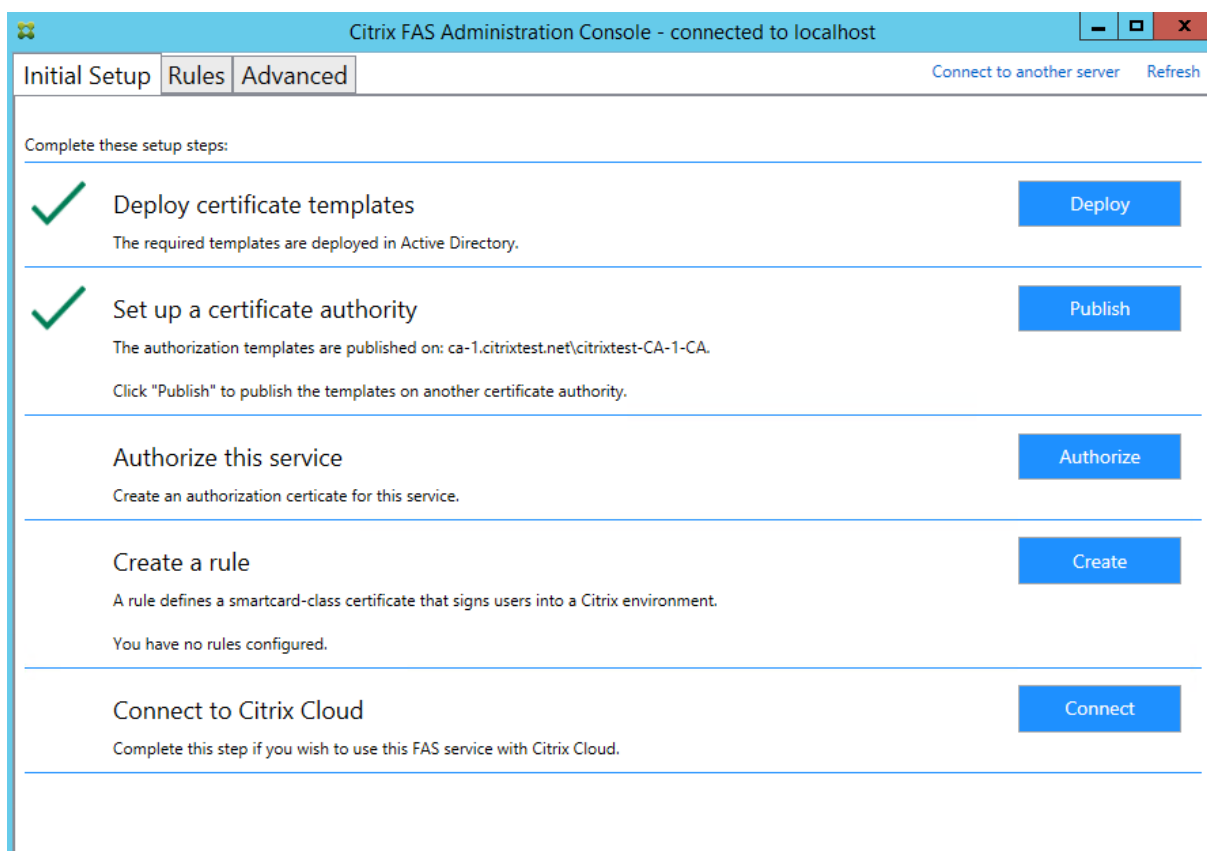 Citrix FAS Administration Console - connected to localhost
Initial Setup Rules Advanced Connect to another server Refresh
Complete these setup steps:
Deploy certificate templates Deploy
The required templates are deployed in Active Directory.
Set up a certificate authority Publish
The authorization templates are published on: ca-1.citrixtest.net\citrixtest-CA-1-CA.
Click "Publish" to publish the templates on another certificate authority.
Authorize this service Authorize
Create an authorization certicate for this service.
Create a rule Create
A rule defines a smartcard-class certificate that signs users into a Citrix environment.
You have no rules configured.
Connect to Citrix Cloud Connect
Complete this step if you wish to use this FAS service with Citrix Cloud.